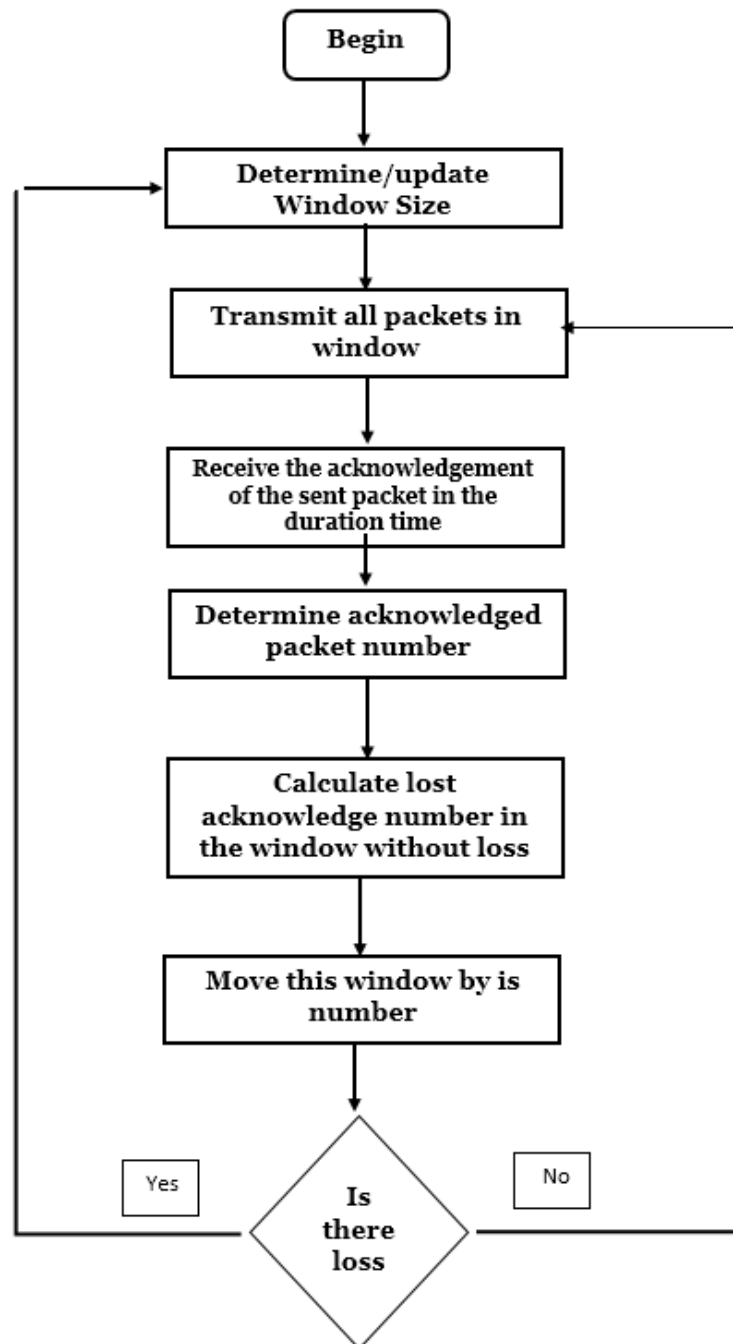 Begin
Determine/update
Window Size
Transmit all packets in
window
Receive the acknowledgement
of the sent packet in the
duration time
Determine acknowledged
packet number
Calculate lost
acknowledge number in
the window without loss
Move this window by is
number
Yes
No
Is
there
loss